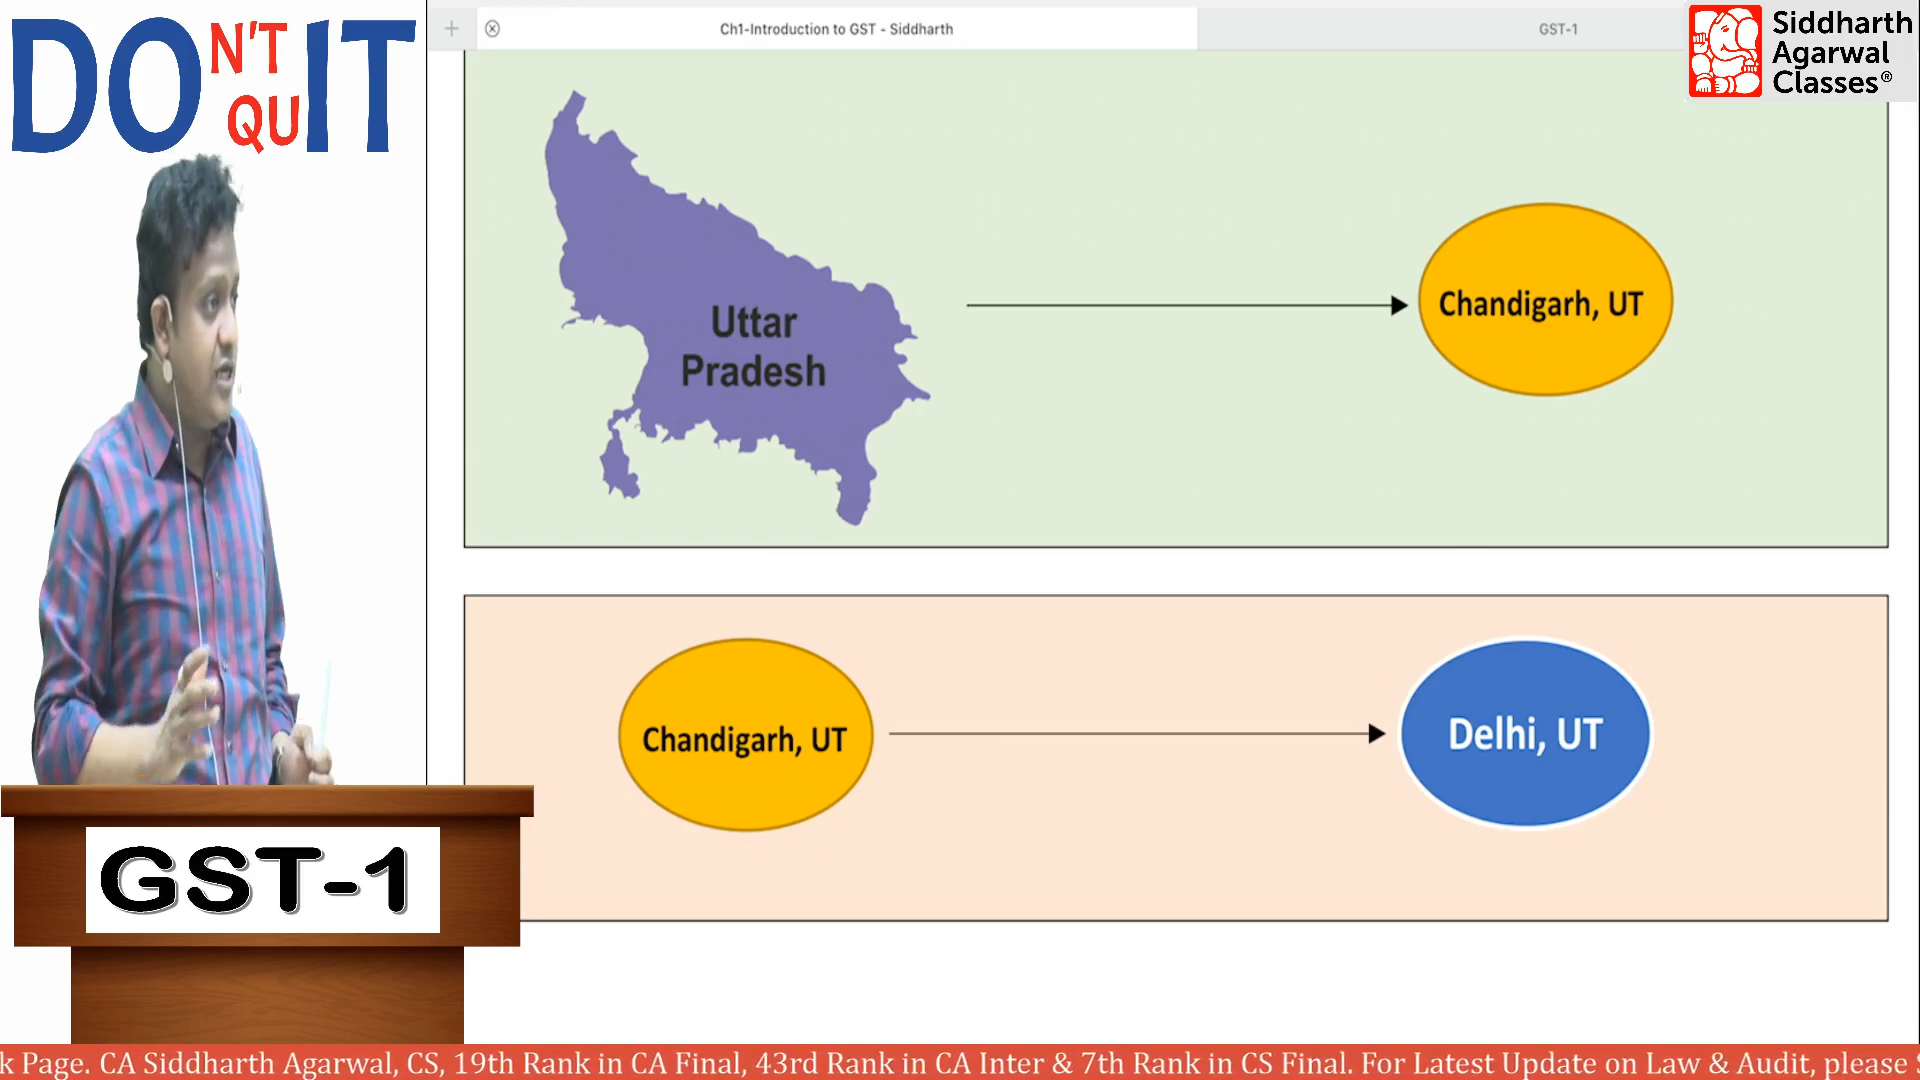 DON'T QUIT
Ch1-Introduction to GST - Siddharth
GST-1
Siddharth
Agarwal
Classes®
Uttar
Pradesh
Chandigarh, UT
Chandigarh, UT
Delhi, UT
GST-1
k Page. CA Siddharth Agarwal, CS, 19th Rank in CA Final, 43rd Rank in CA Inter & 7th Rank in CS Final. For Latest Update on Law & Audit, please